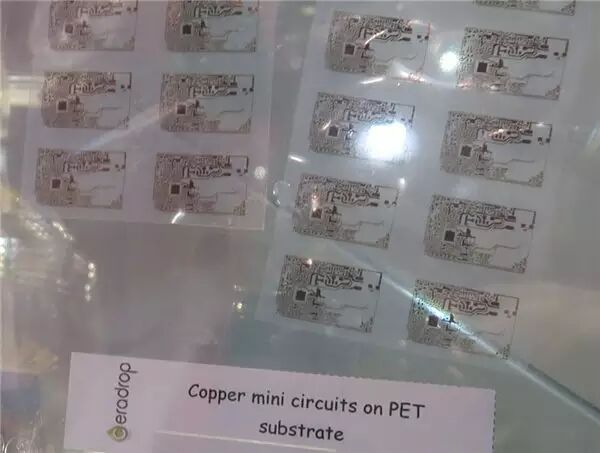 Ceradrop
Copper mini circuits on PET
substrate